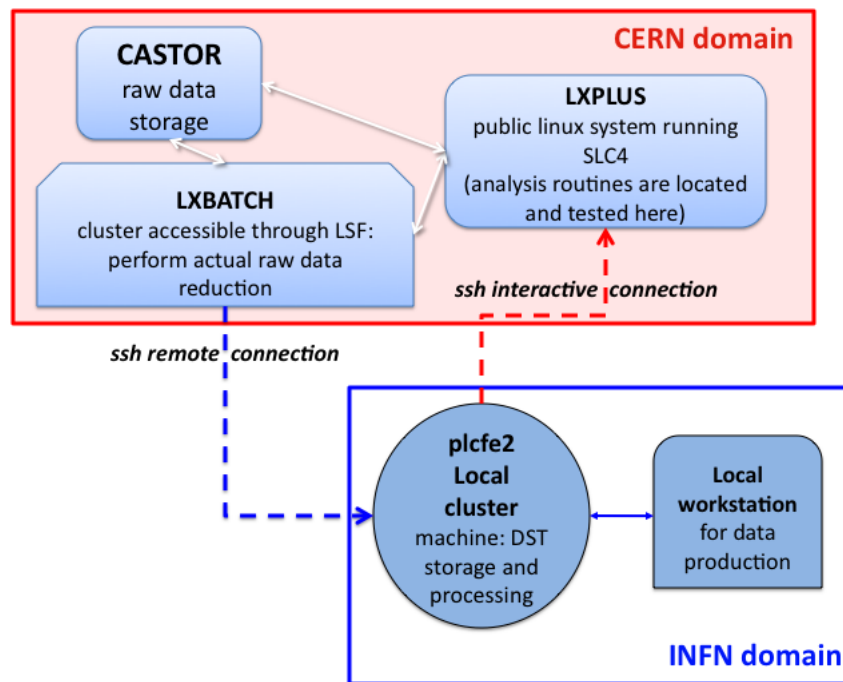 CERN domain
CASTOR
raw data
storage
LXPLUS
public linux system running
SLC4
(analysis routines are located
and tested here)
LXBATCH
cluster accessible through LSF:
perform actual raw data
reduction
ssh interactive connection
ssh remote connection
plcfe2
Local
cluster
machine: DST
storage and
processing
Local
workstation
for data
production
INFN domain